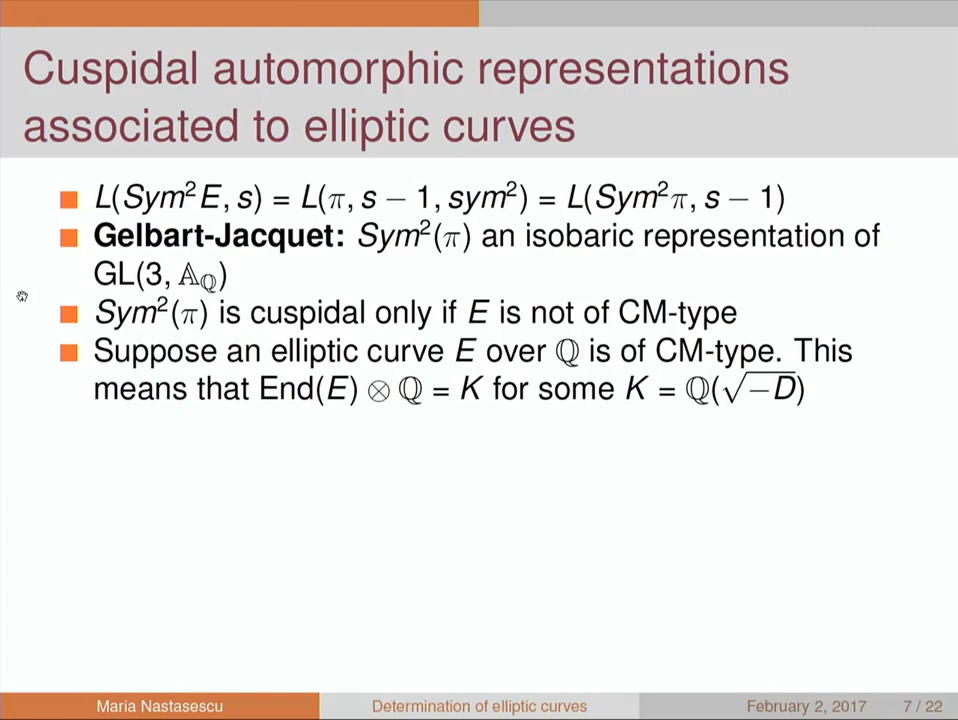 Cuspidal automorphic representations
associated to elliptic curves
L(Sym²E, s) = L(π, s − 1, sym²) = L(Sym²π, s − 1)
Gelbart-Jacquet: Sym²(π) an isobaric representation of
GL(3, 𝔸_ℚ)
Sym²(π) is cuspidal only if E is not of CM-type
Suppose an elliptic curve E over ℚ is of CM-type. This
means that End(E) ⊗ ℚ = K for some K = ℚ(√−D)
Maria Nastasescu Determination of elliptic curves February 2, 2017 7 / 22